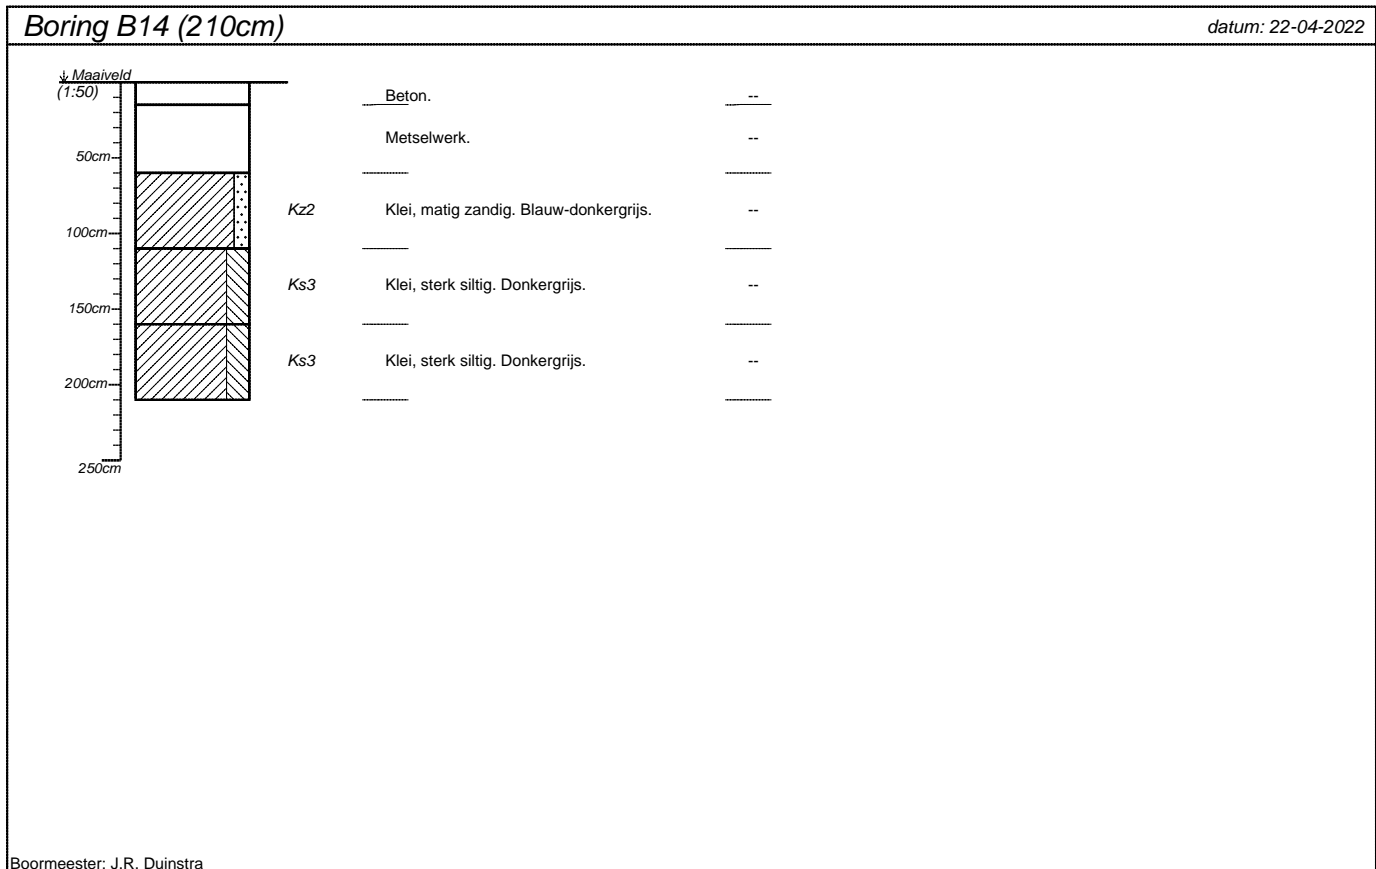 Boring B14 (210cm) datum: 22-04-2022
Maaiveld
(1:50)
Beton. --
Metselwerk. --
50cm
Kz2 Klei, matig zandig. Blauw-donkergrijs. --
100cm
Ks3 Klei, sterk siltig. Donkergrijs. --
150cm
Ks3 Klei, sterk siltig. Donkergrijs. --
200cm
250cm
Boormeester: J.R. Duinstra